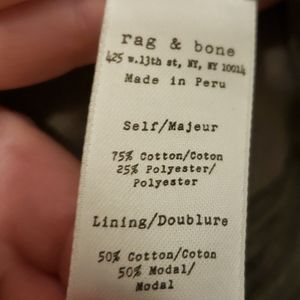 rag & bone
425 w.13th st, NY, NY 10014
Made in Peru
Self/Majeur
75% Cotton/Coton
25% Polyester/
Polyester
Lining/Doublure
50% Cotton/Coton
50% Modal/
Modal